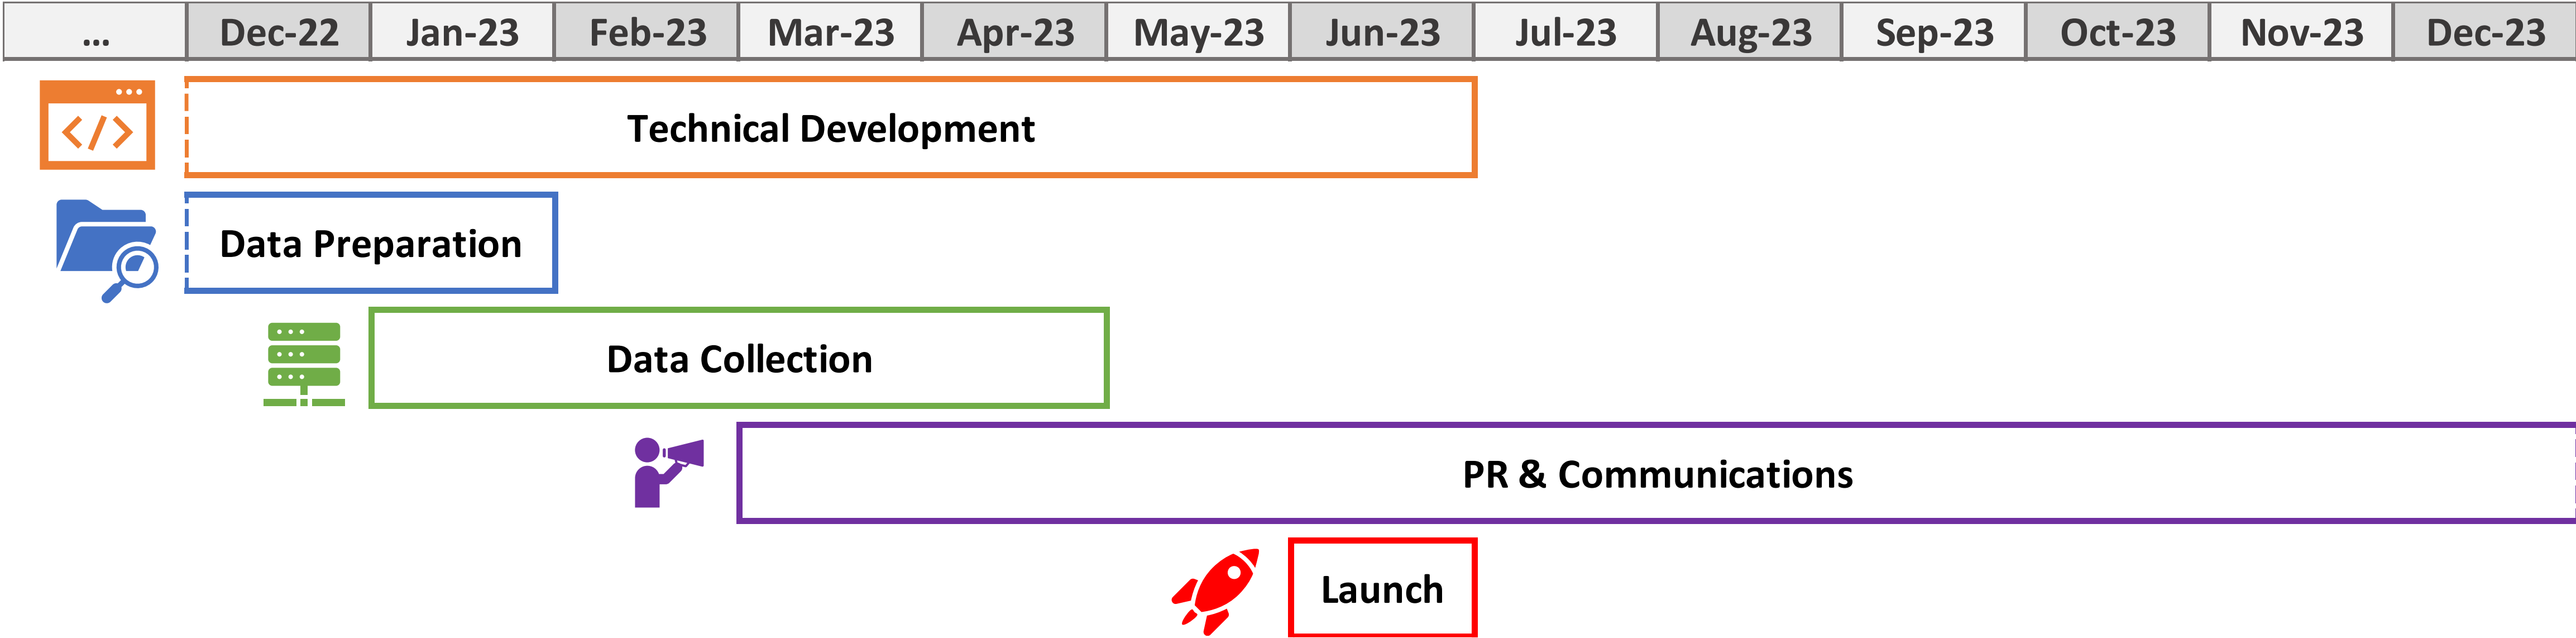 ... Dec-22 Jan-23 Feb-23 Mar-23 Apr-23 May-23 Jun-23 Jul-23 Aug-23 Sep-23 Oct-23 Nov-23 Dec-23
</>
Technical Development
Data Preparation
Data Collection
PR & Communications
Launch